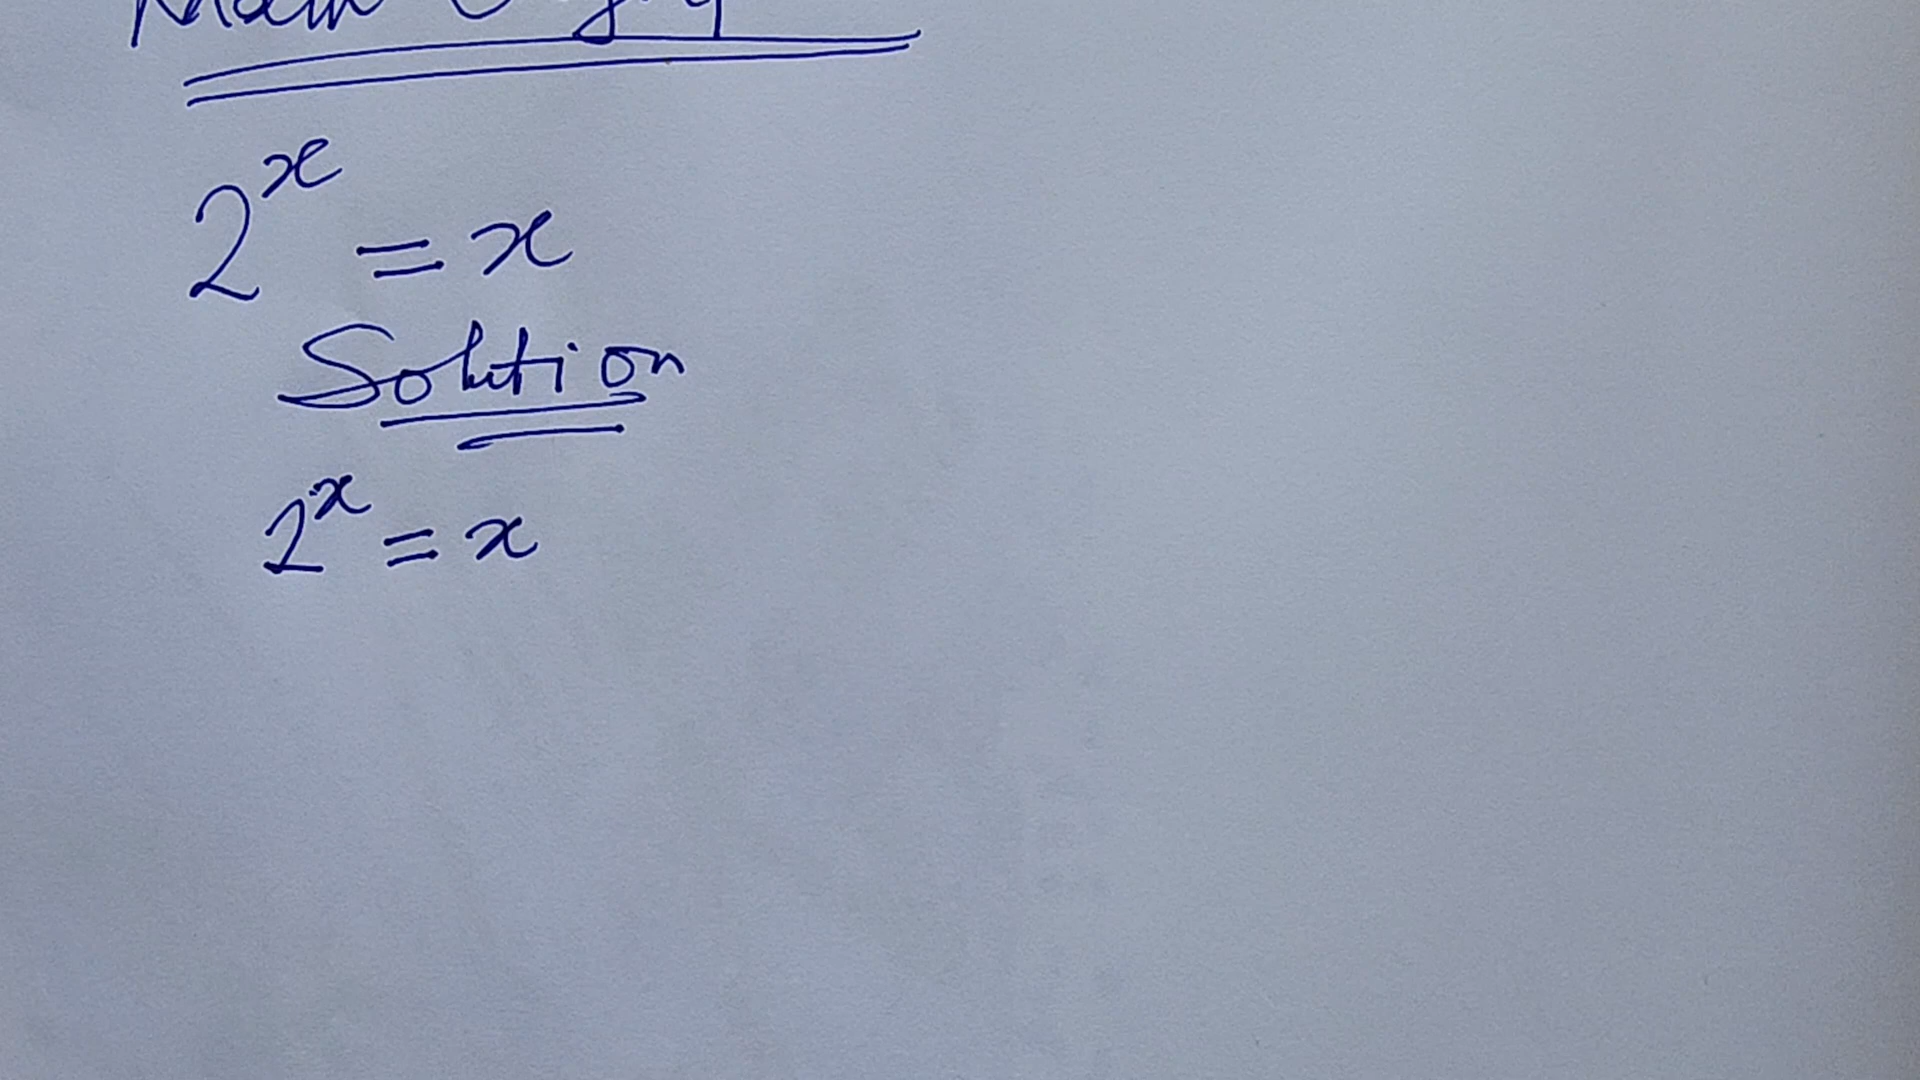 2^x = x
Solution
2^x = x